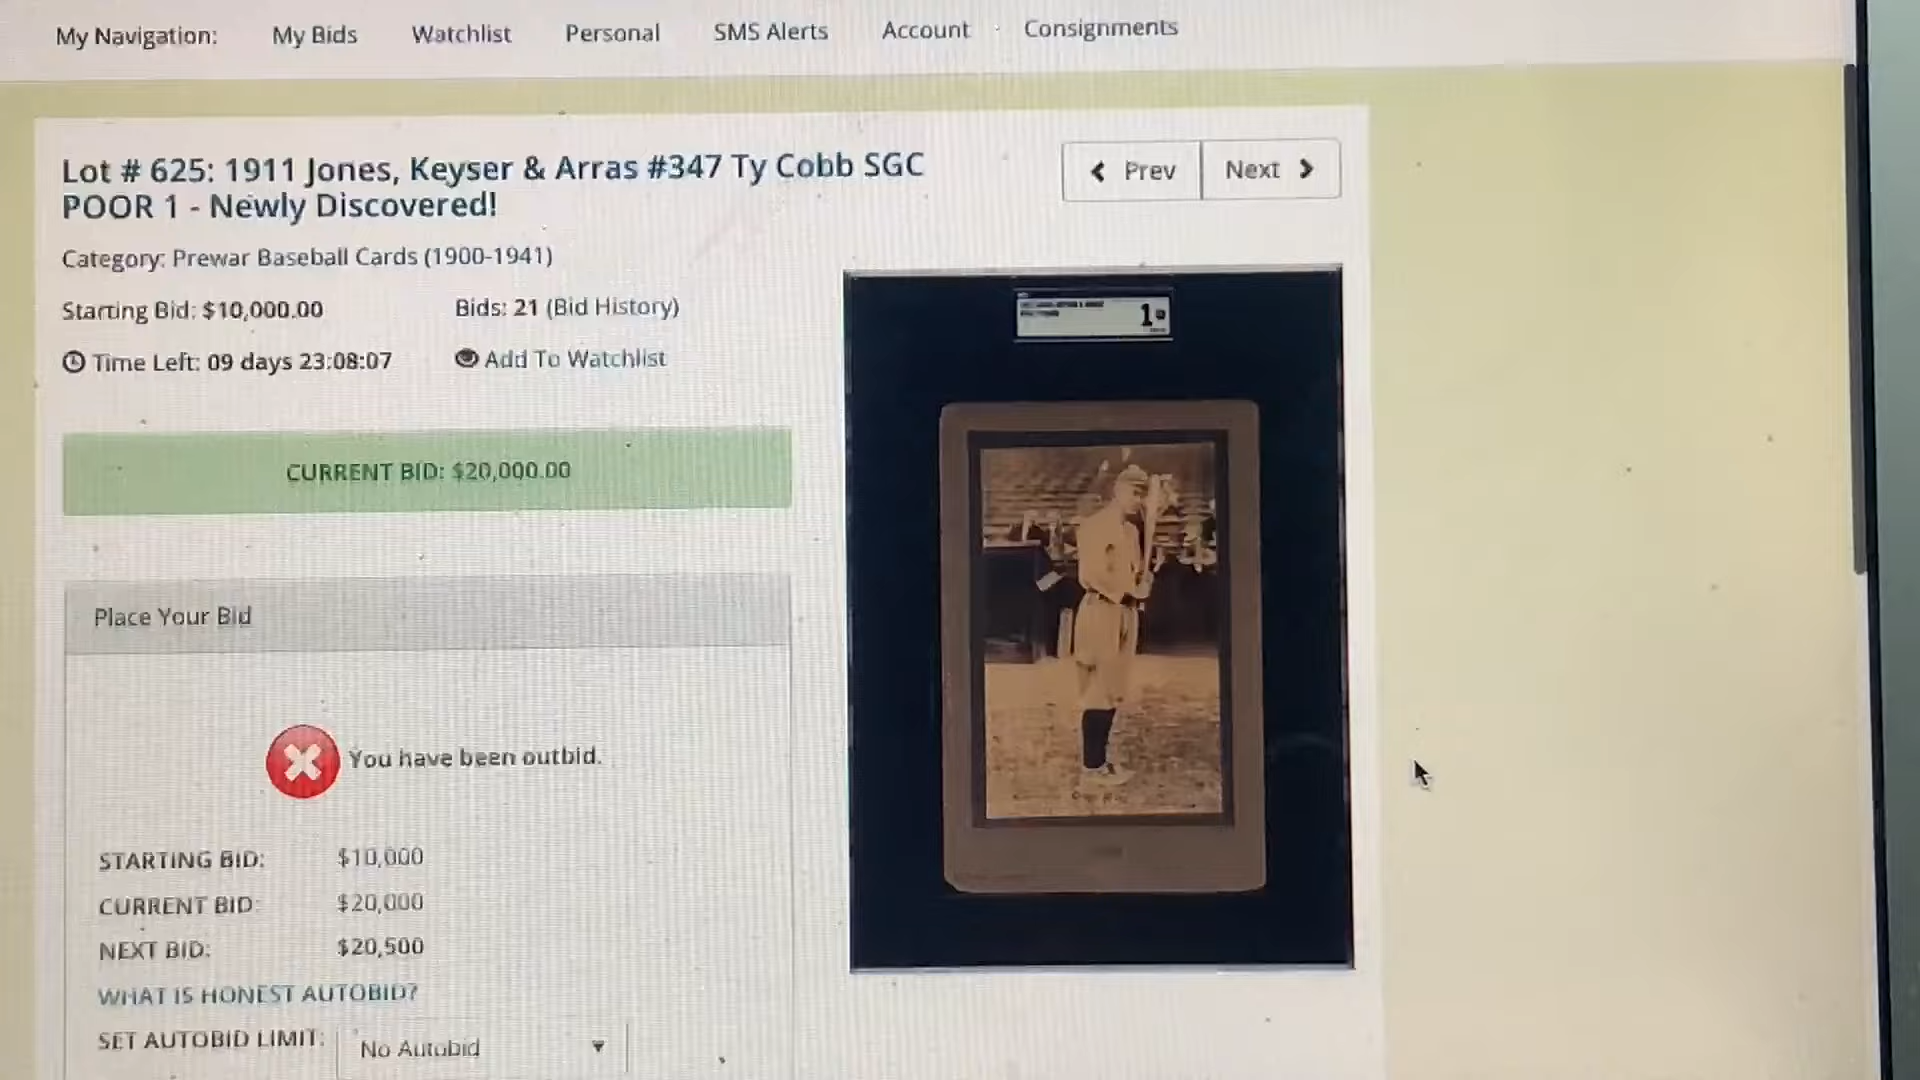 My Navigation: My Bids Watchlist Personal SMS Alerts Account Consignments
Lot # 625: 1911 Jones, Keyser & Arras #347 Ty Cobb SGC
POOR 1 - Newly Discovered!
Prev Next
Category: Prewar Baseball Cards (1900-1941)
Starting Bid: $10,000.00 Bids: 21 (Bid History)
Time Left: 09 days 23:08:07 Add To Watchlist
1
CURRENT BID: $20,000.00
Place Your Bid
You have been outbid.
STARTING BID: $10,000
CURRENT BID: $20,000
NEXT BID: $20,500
WHAT IS HONEST AUTOBID?
SET AUTOBID LIMIT: No Autobid